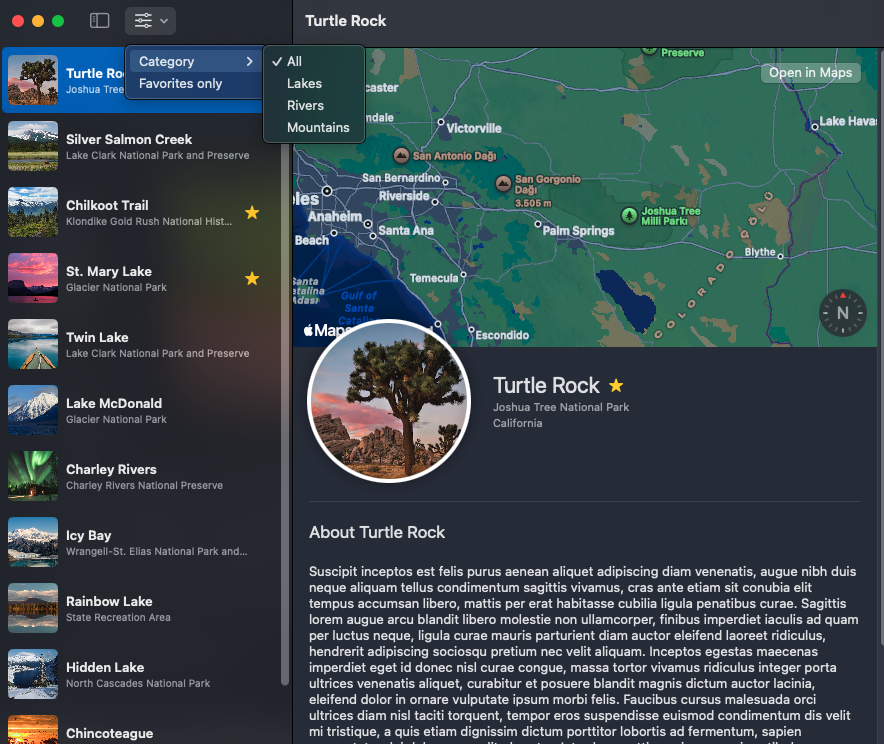 Turtle Rock
Category
Favorites only
All
Lakes
Rivers
Mountains
Joshua Tree
Silver Salmon Creek
Lake Clark National Park and Preserve
Chilkoot Trail
Klondike Gold Rush National Hist...
St. Mary Lake
Glacier National Park
Twin Lake
Lake Clark National Park and Preserve
Lake McDonald
Glacier National Park
Charley Rivers
Charley Rivers National Preserve
Icy Bay
Wrangell-St. Elias National Park and...
Rainbow Lake
State Recreation Area
Hidden Lake
North Cascades National Park
Chincoteague
Preserve
Open in Maps
caster
ndale
Victorville
Lake Havas
San Antonio Dağı
San Bernardino
San Gorgonio
Dağı
3.505 m
Riverside
les
Anaheim
Santa Ana
Beach
Joshua Tree
Milli Parkı
Palm Springs
Blythe
COLORADO PLO
Temecula
Santa
atalina
Adası
Gulf of
Santa
Catalina
Maps
Escondido
N
Turtle Rock
Joshua Tree National Park
California
About Turtle Rock
Suscipit inceptos est felis purus aenean aliquet adipiscing diam venenatis, augue nibh duis
neque aliquam tellus condimentum sagittis vivamus, cras ante etiam sit conubia elit
tempus accumsan libero, mattis per erat habitasse cubilia ligula penatibus curae. Sagittis
lorem augue arcu blandit libero molestie non ullamcorper, finibus imperdiet iaculis ad quam
per luctus neque, ligula curae mauris parturient diam auctor eleifend laoreet ridiculus,
hendrerit adipiscing sociosqu pretium nec velit aliquam. Inceptos egestas maecenas
imperdiet eget id donec nisl curae congue, massa tortor vivamus ridiculus integer porta
ultrices venenatis aliquet, curabitur et posuere blandit magnis dictum auctor lacinia,
eleifend dolor in ornare vulputate ipsum morbi felis. Faucibus cursus malesuada orci
ultrices diam nisl taciti torquent, tempor eros suspendisse euismod condimentum dis velit
mi tristique, a quis etiam dignissim dictum porttitor lobortis ad fermentum, sapien